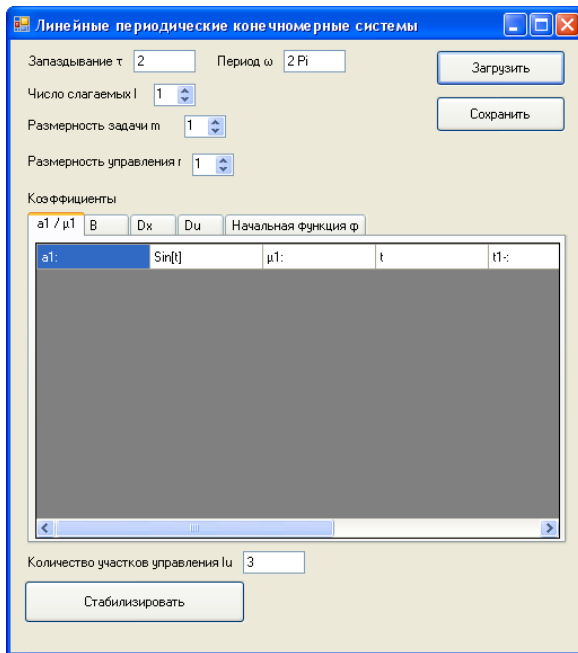 Линейные периодические конечномерные системы
Запаздывание τ 2 Период ω 2 Pi
Загрузить
Число слагаемых l 1
Сохранить
Размерность задачи m 1
Размерность управления r 1
Коэффициенты
a1 / μ1 B Dx Du Начальная функция φ
a1: Sin[t] μ1: t t1-:
Количество участков управления lu 3
Стабилизировать